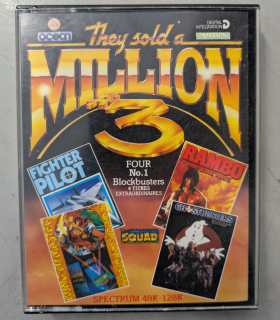 ocean
DIGITAL
INTEGRATION
They sold a
MILLION
3
FIGHTER
PILOT
FOUR
No.1
Blockbusters
4 TITRES
EXTRAORDINAIRES
RAMBO
GHOSTBUSTERS
SQUAD
SPECTRUM 48K·128K